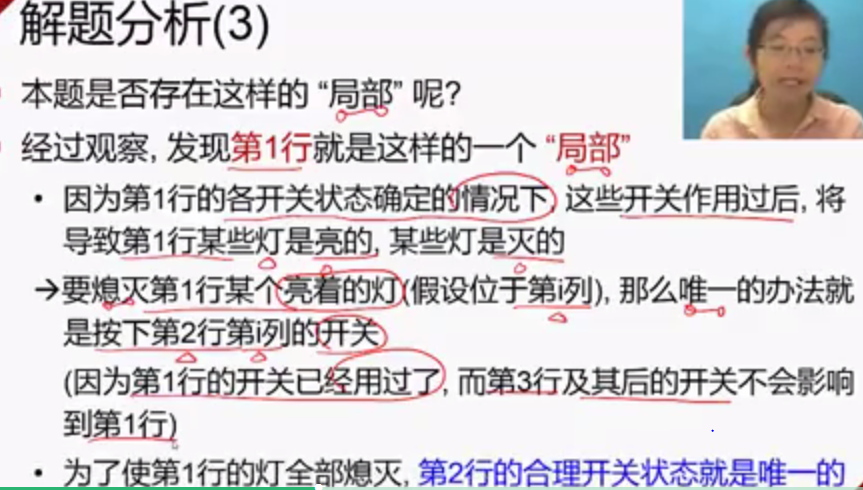 解题分析(3)
本题是否存在这样的 “局部” 呢?
经过观察, 发现第1行就是这样的一个 “局部”
• 因为第1行的各开关状态确定的情况下, 这些开关作用过后, 将
导致第1行某些灯是亮的, 某些灯是灭的
→要熄灭第1行某个亮着的灯(假设位于第i列), 那么唯一的办法就
是按下第2行第i列的开关
(因为第1行的开关已经用过了, 而第3行及其后的开关不会影响
到第1行)
• 为了使第1行的灯全部熄灭, 第2行的合理开关状态就是唯一的